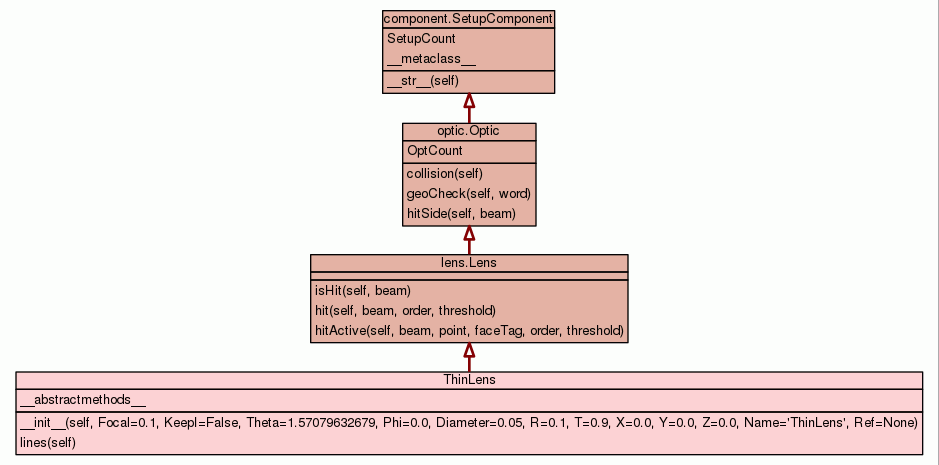 component.SetupComponent
SetupCount
__metaclass__
__str__(self)
optic.Optic
OptCount
collision(self)
geoCheck(self, word)
hitSide(self, beam)
lens.Lens
isHit(self, beam)
hit(self, beam, order, threshold)
hitActive(self, beam, point, faceTag, order, threshold)
ThinLens
__abstractmethods__
__init__(self, Focal=0.1, KeepI=False, Theta=1.57079632679, Phi=0.0, Diameter=0.05, R=0.1, T=0.9, X=0.0, Y=0.0, Z=0.0, Name='ThinLens', Ref=None)
lines(self)